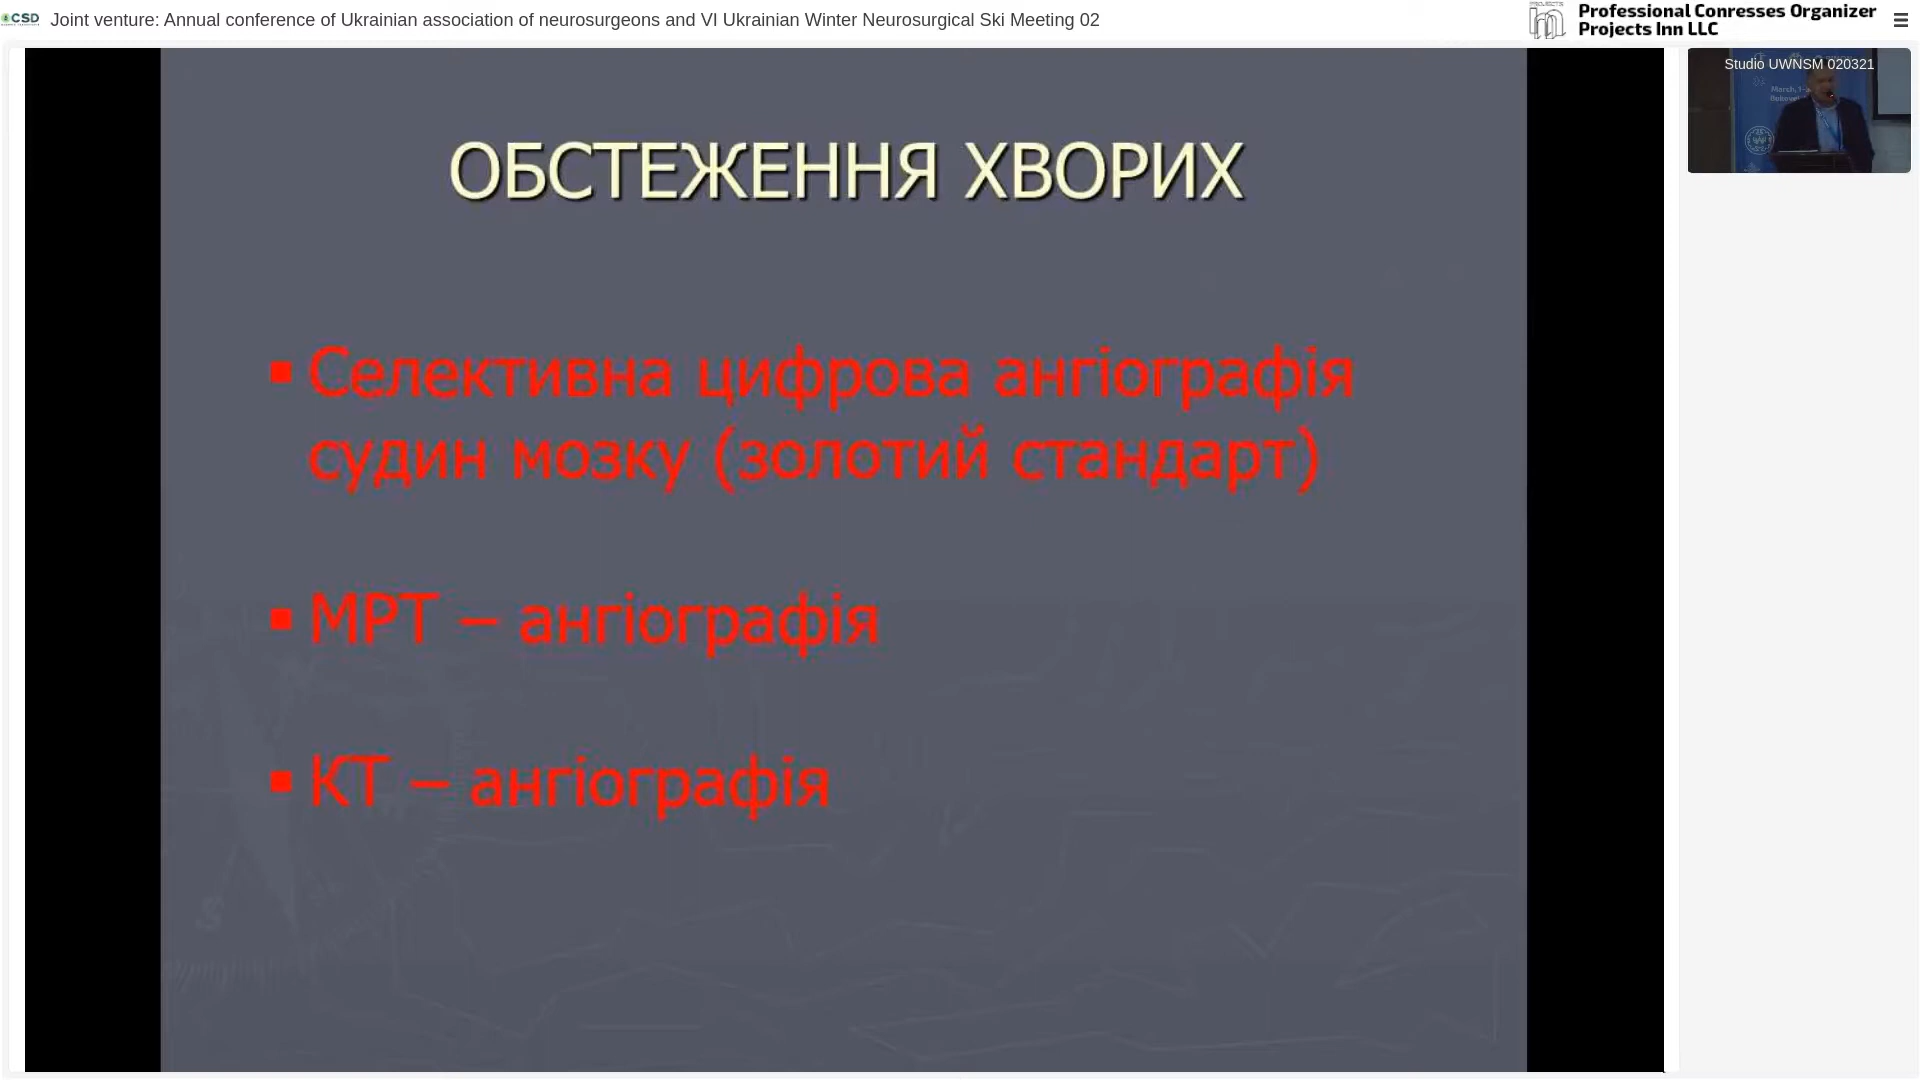 CSD
Joint venture: Annual conference of Ukrainian association of neurosurgeons and VI Ukrainian Winter Neurosurgical Ski Meeting 02
Professional Conresses Organizer
Projects Inn LLC
Studio UWNSM 020321
March, 1-
ОБСТЕЖЕННЯ ХВОРИХ
▪ Селективна цифрова ангіографія
судин мозку (золотий стандарт)
▪ МРТ – ангіографія
▪ КТ – ангіографія